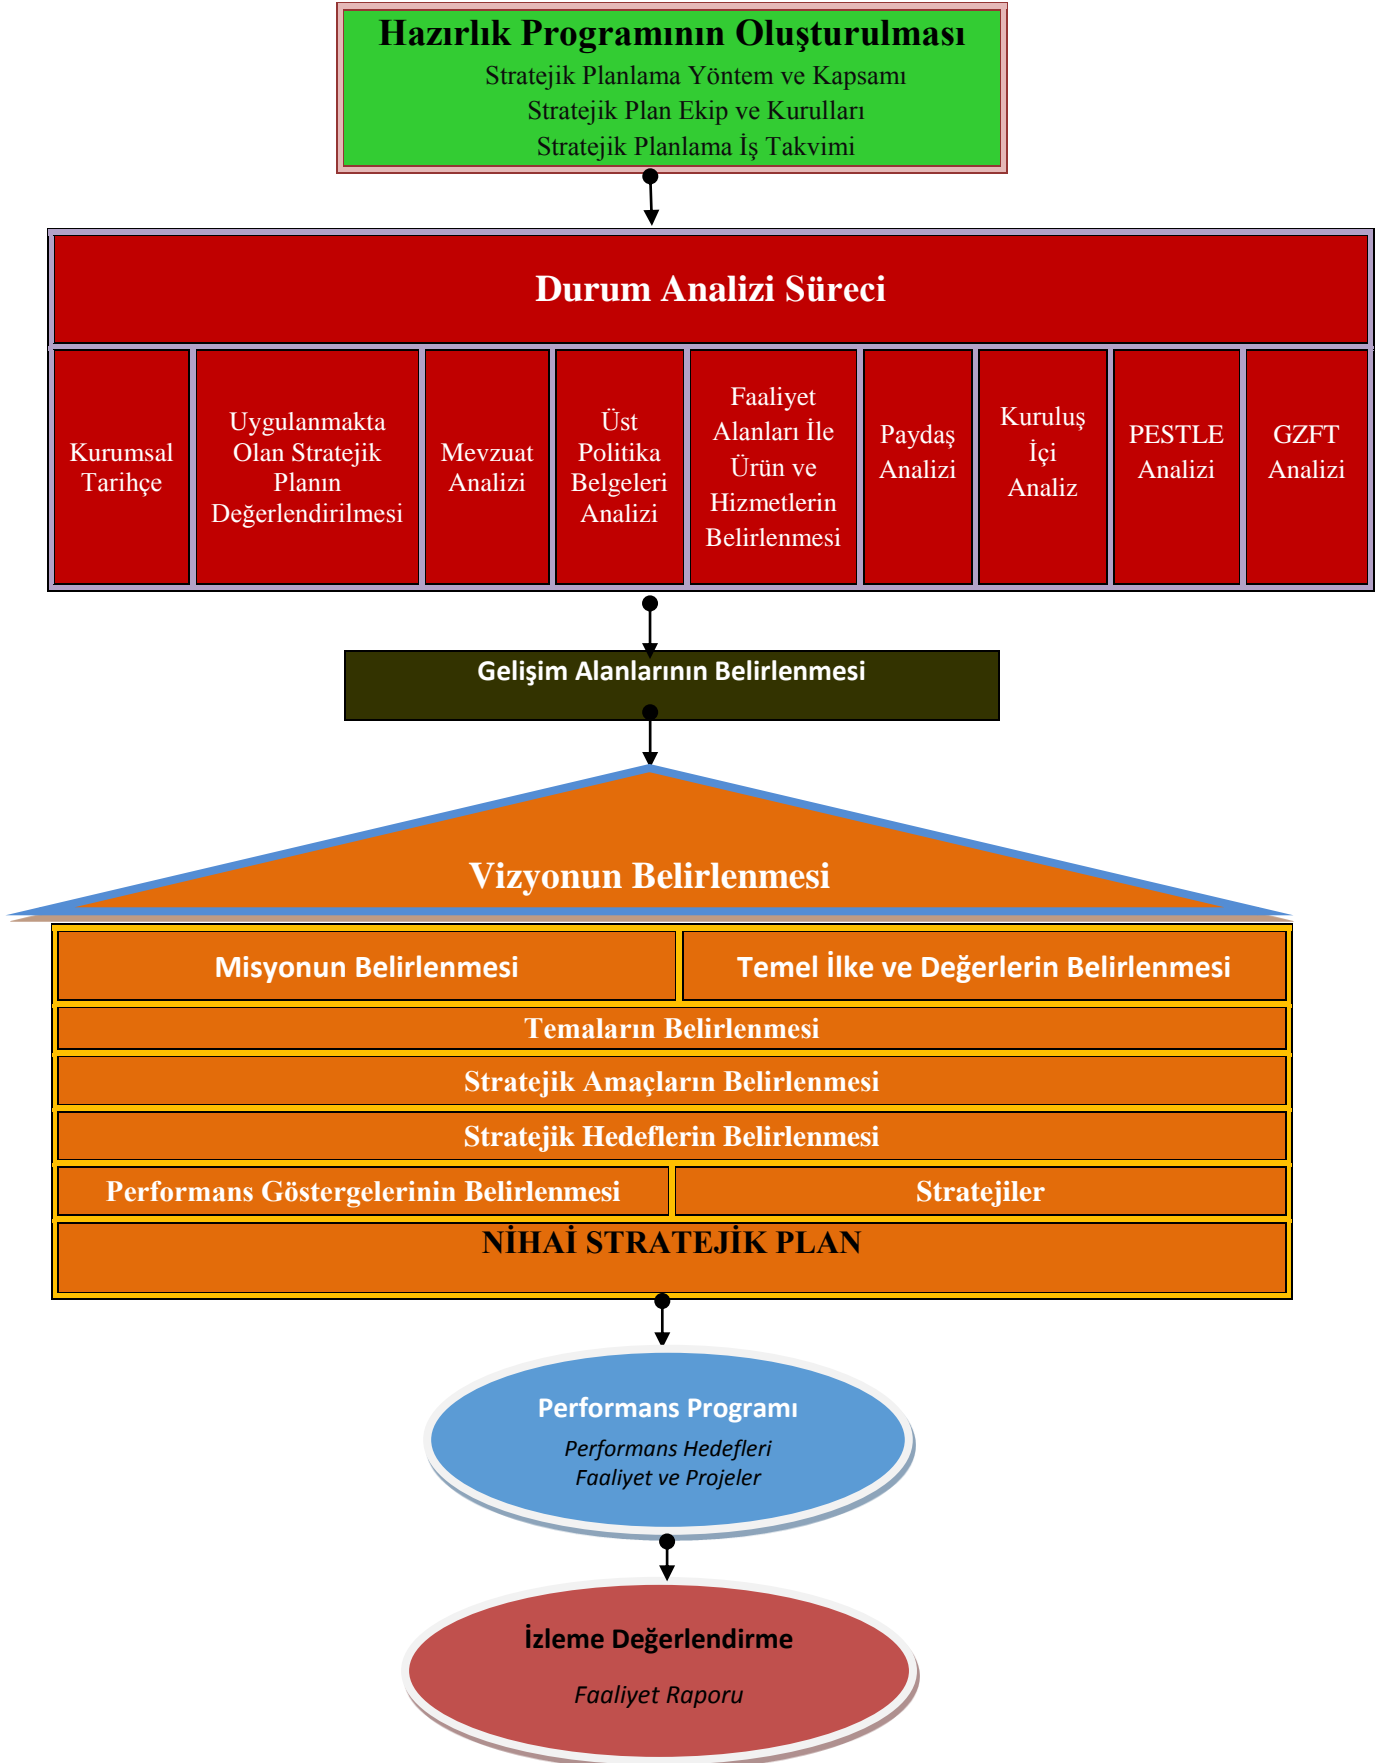 Hazırlık Programının Oluşturulması
Stratejik Planlama Yöntem ve Kapsamı
Stratejik Plan Ekip ve Kurulları
Stratejik Planlama İş Takvimi
Durum Analizi Süreci
Kurumsal
Tarihçe
Uygulanmakta
Olan Stratejik
Planın
Değerlendirilmesi
Mevzuat
Analizi
Üst
Politika
Belgeleri
Analizi
Faaliyet
Alanları İle
Ürün ve
Hizmetlerin
Belirlenmesi
Paydaş
Analizi
Kuruluş
İçi
Analiz
PESTLE
Analizi
GZFT
Analizi
Gelişim Alanlarının Belirlenmesi
Vizyonun Belirlenmesi
Misyonun Belirlenmesi
Temel İlke ve Değerlerin Belirlenmesi
Temaların Belirlenmesi
Stratejik Amaçların Belirlenmesi
Stratejik Hedeflerin Belirlenmesi
Performans Göstergelerinin Belirlenmesi
Stratejiler
NİHAİ STRATEJİK PLAN
Performans Programı
Performans Hedefleri
Faaliyet ve Projeler
İzleme Değerlendirme
Faaliyet Raporu